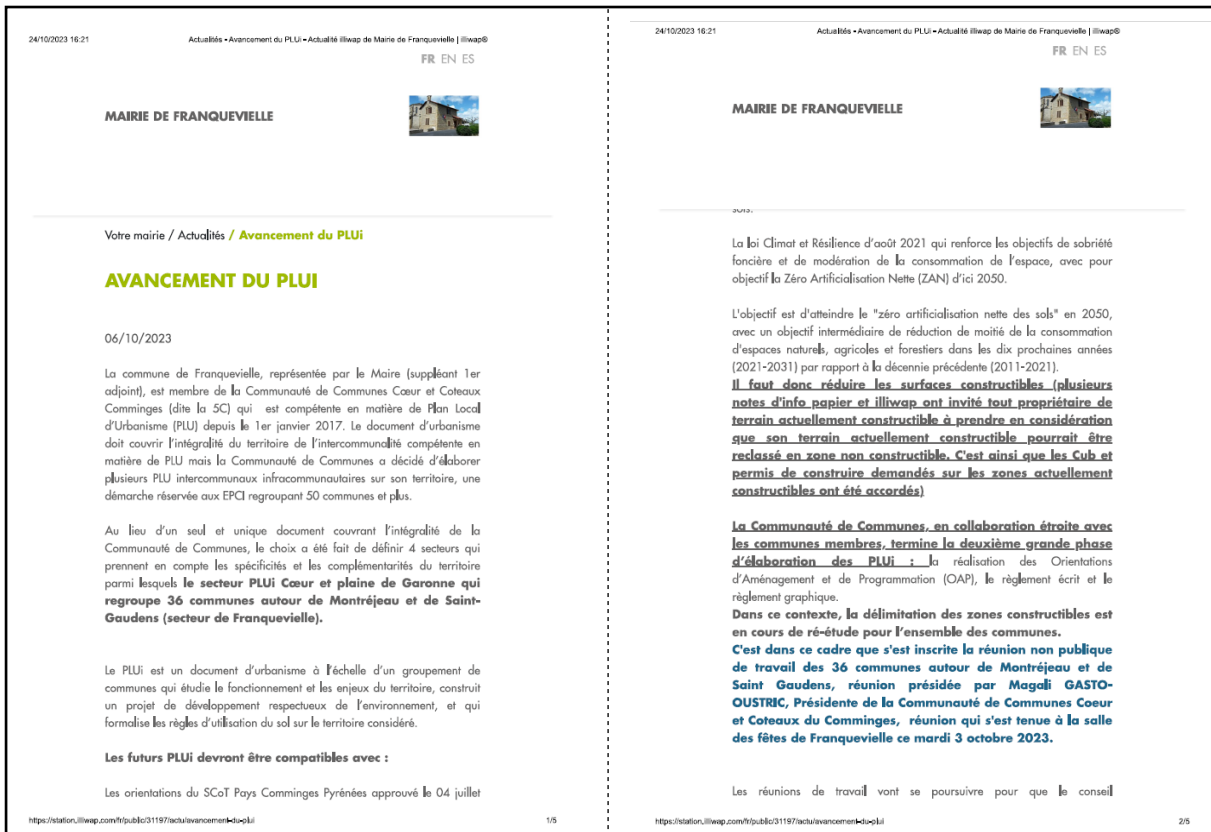 24/10/2023 16:21
Actualités - Avancement du PLUi - Actualité illiwap de Mairie de Franquevielle | illiwap®
FR EN ES
MAIRIE DE FRANQUEVIELLE
Votre mairie / Actualités / Avancement du PLUi
AVANCEMENT DU PLUI
06/10/2023
La commune de Franquevielle, représentée par le Maire (suppléant 1er
adjoint), est membre de la Communauté de Communes Cœur et Coteaux
Comminges (dite la 5C) qui est compétente en matière de Plan Local
d'Urbanisme (PLU) depuis le 1er janvier 2017. Le document d'urbanisme
doit couvrir l'intégralité du territoire de l'intercommunalité compétente en
matière de PLU mais la Communauté de Communes a décidé d'élaborer
plusieurs PLU intercommunaux infracommunautaires sur son territoire, une
démarche réservée aux EPCI regroupant 50 communes et plus.
Au lieu d'un seul et unique document couvrant l'intégralité de la
Communauté de Communes, le choix a été fait de définir 4 secteurs qui
prennent en compte les spécificités et les complémentarités du territoire
parmi lesquels le secteur PLUi Cœur et plaine de Garonne qui
regroupe 36 communes autour de Montréjeau et de Saint-
Gaudens (secteur de Franquevielle).
Le PLUi est un document d'urbanisme à l'échelle d'un groupement de
communes qui étudie le fonctionnement et les enjeux du territoire, construit
un projet de développement respectueux de l'environnement, et qui
formalise les règles d'utilisation du sol sur le territoire considéré.
Les futurs PLUi devront être compatibles avec :
Les orientations du SCoT Pays Comminges Pyrénées approuvé le 04 juillet
https://station.illiwap.com/fr/public/31197/actu/avancement-du-plui
1/5
24/10/2023 16:21
Actualités - Avancement du PLUi - Actualité illiwap de Mairie de Franquevielle | illiwap®
FR EN ES
MAIRIE DE FRANQUEVIELLE
sols.
La loi Climat et Résilience d'août 2021 qui renforce les objectifs de sobriété
foncière et de modération de la consommation de l'espace, avec pour
objectif la Zéro Artificialisation Nette (ZAN) d'ici 2050.
L'objectif est d'atteindre le "zéro artificialisation nette des sols" en 2050,
avec un objectif intermédiaire de réduction de moitié de la consommation
d'espaces naturels, agricoles et forestiers dans les dix prochaines années
(2021-2031) par rapport à la décennie précédente (2011-2021).
Il faut donc réduire les surfaces constructibles (plusieurs
notes d'info papier et illiwap ont invité tout propriétaire de
terrain actuellement constructible à prendre en considération
que son terrain actuellement constructible pourrait être
reclassé en zone non constructible. C'est ainsi que les Cub et
permis de construire demandés sur les zones actuellement
constructibles ont été accordés)
La Communauté de Communes, en collaboration étroite avec
les communes membres, termine la deuxième grande phase
d'élaboration des PLUi : la réalisation des Orientations
d'Aménagement et de Programmation (OAP), le règlement écrit et le
règlement graphique.
Dans ce contexte, la délimitation des zones constructibles est
en cours de ré-étude pour l'ensemble des communes.
C'est dans ce cadre que s'est inscrite la réunion non publique
de travail des 36 communes autour de Montréjeau et de
Saint Gaudens, réunion présidée par Magali GASTO-
OUSTRIC, Présidente de la Communauté de Communes Coeur
et Coteaux du Comminges, réunion qui s'est tenue à la salle
des fêtes de Franquevielle ce mardi 3 octobre 2023.
Les réunions de travail vont se poursuivre pour que le conseil
https://station.illiwap.com/fr/public/31197/actu/avancement-du-plui
2/5